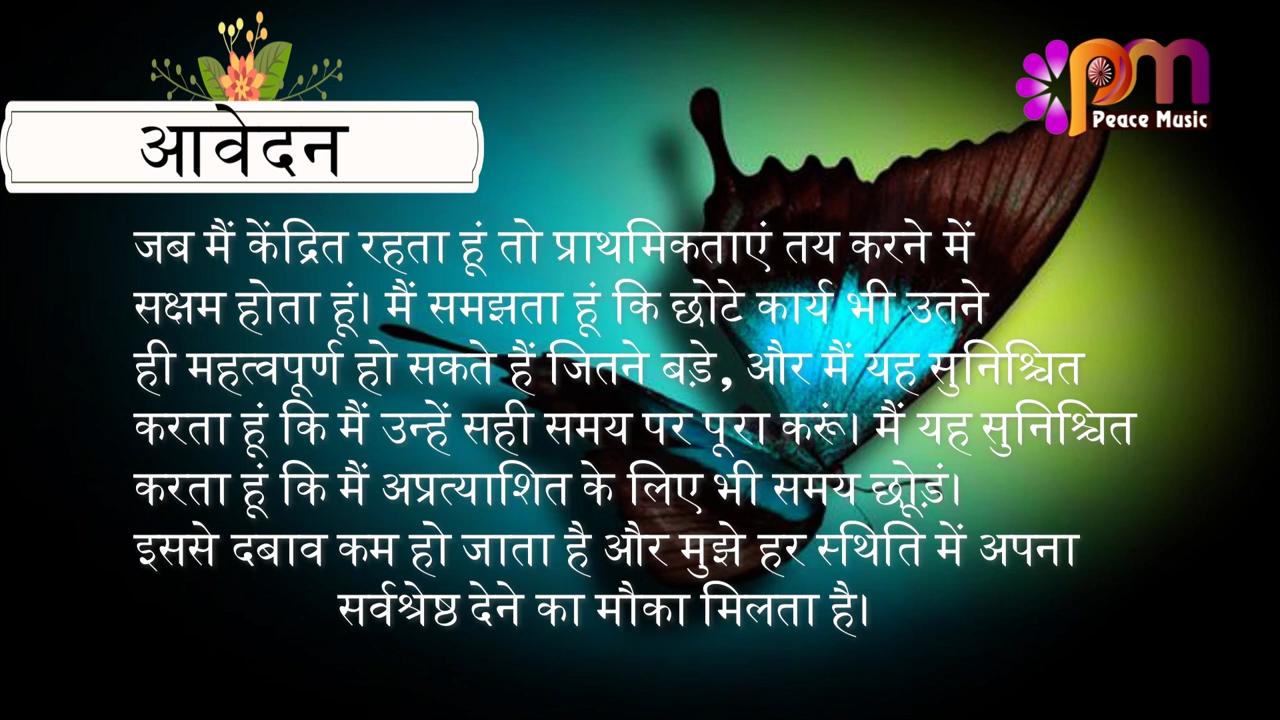 आवेदन
pm
Peace Music
जब मैं केंद्रित रहता हूं तो प्राथमिकताएं तय करने में
सक्षम होता हूं। मैं समझता हूं कि छोटे कार्य भी उतने
ही महत्वपूर्ण हो सकते हैं जितने बड़े, और मैं यह सुनिश्चित
करता हूं कि मैं उन्हें सही समय पर पूरा करूं। मैं यह सुनिश्चित
करता हूं कि मैं अप्रत्याशित के लिए भी समय छोड़ूं।
इससे दबाव कम हो जाता है और मुझे हर स्थिति में अपना
सर्वश्रेष्ठ देने का मौका मिलता है।